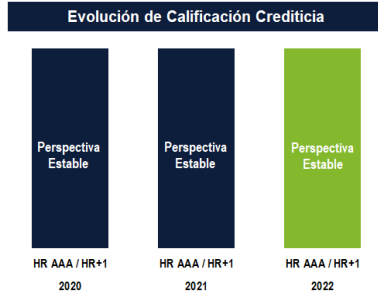 Evolución de Calificación Crediticia
Perspectiva Perspectiva Perspectiva
Estable Estable Estable
HR AAA / HR+1 HR AAA / HR+1 HR AAA / HR+1
2020 2021 2022